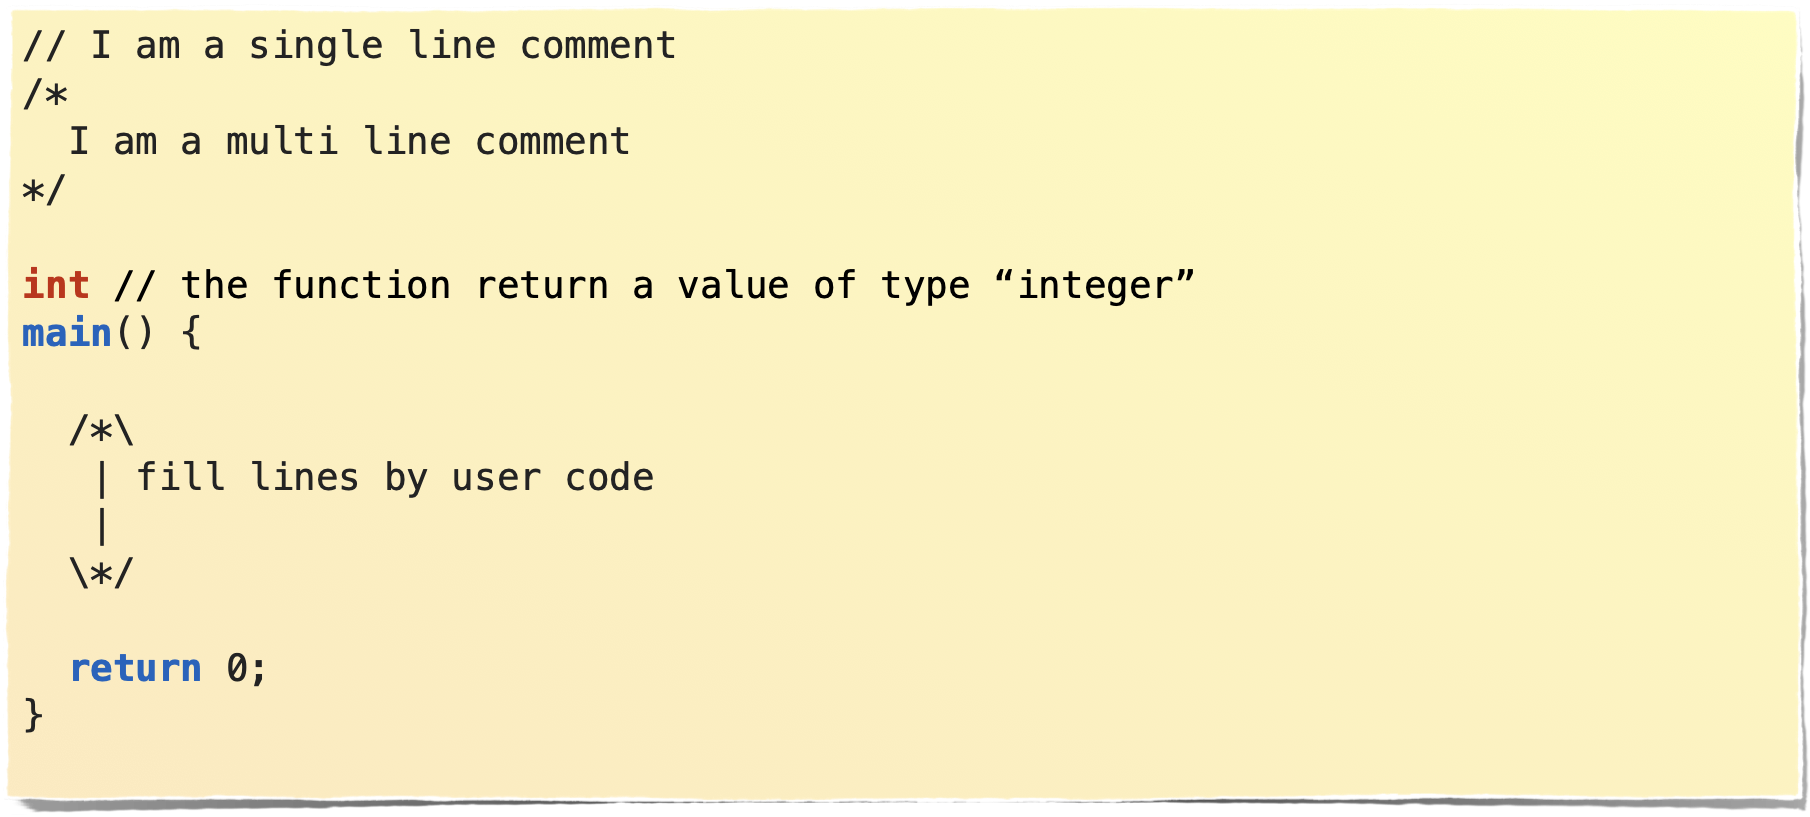 // I am a single line comment
/*
  I am a multi line comment
*/

int // the function return a value of type “integer”
main() {

  /*\
   | fill lines by user code
   |
  \*/

  return 0;
}